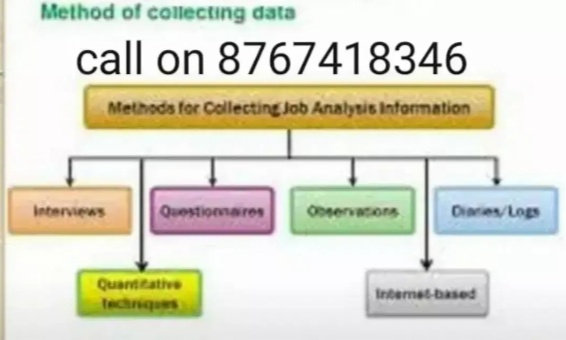 Method of collecting data
call on 8767418346
Methods for Collecting Job Analysis Information
Interviews
Questionnaires
Observations
Diaries/Logs
Quantitative
techniques
Internet-based